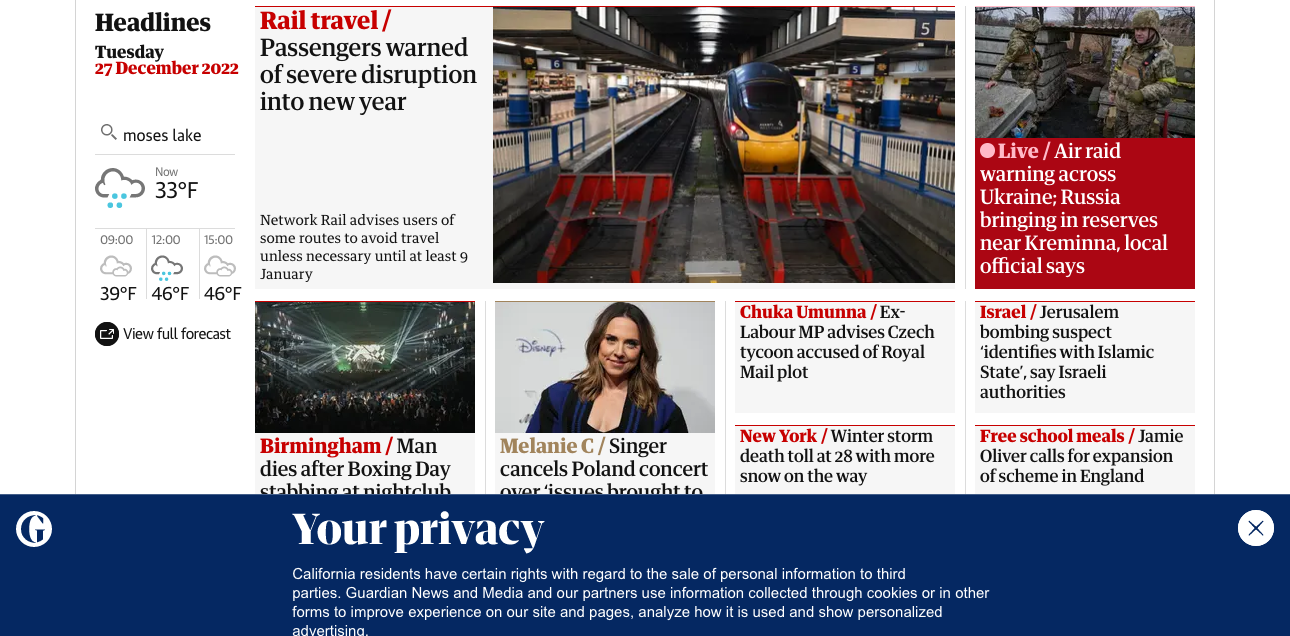 Headlines
Tuesday
27 December 2022
moses lake
Now
33°F
09:00 12:00 15:00
39°F 46°F 46°F
View full forecast
Rail travel /
Passengers warned
of severe disruption
into new year
Network Rail advises users of
some routes to avoid travel
unless necessary until at least 9
January
6
5
5
Live / Air raid
warning across
Ukraine; Russia
bringing in reserves
near Kreminna, local
official says
Birmingham / Man
dies after Boxing Day
stabbing at nightclub
Disney+
Melanie C / Singer
cancels Poland concert
over ‘issues brought to
Chuka Umunna / Ex-
Labour MP advises Czech
tycoon accused of Royal
Mail plot
New York / Winter storm
death toll at 28 with more
snow on the way
Israel / Jerusalem
bombing suspect
‘identifies with Islamic
State’, say Israeli
authorities
Free school meals / Jamie
Oliver calls for expansion
of scheme in England
G
Your privacy
California residents have certain rights with regard to the sale of personal information to third
parties. Guardian News and Media and our partners use information collected through cookies or in other
forms to improve experience on our site and pages, analyze how it is used and show personalized
advertising.